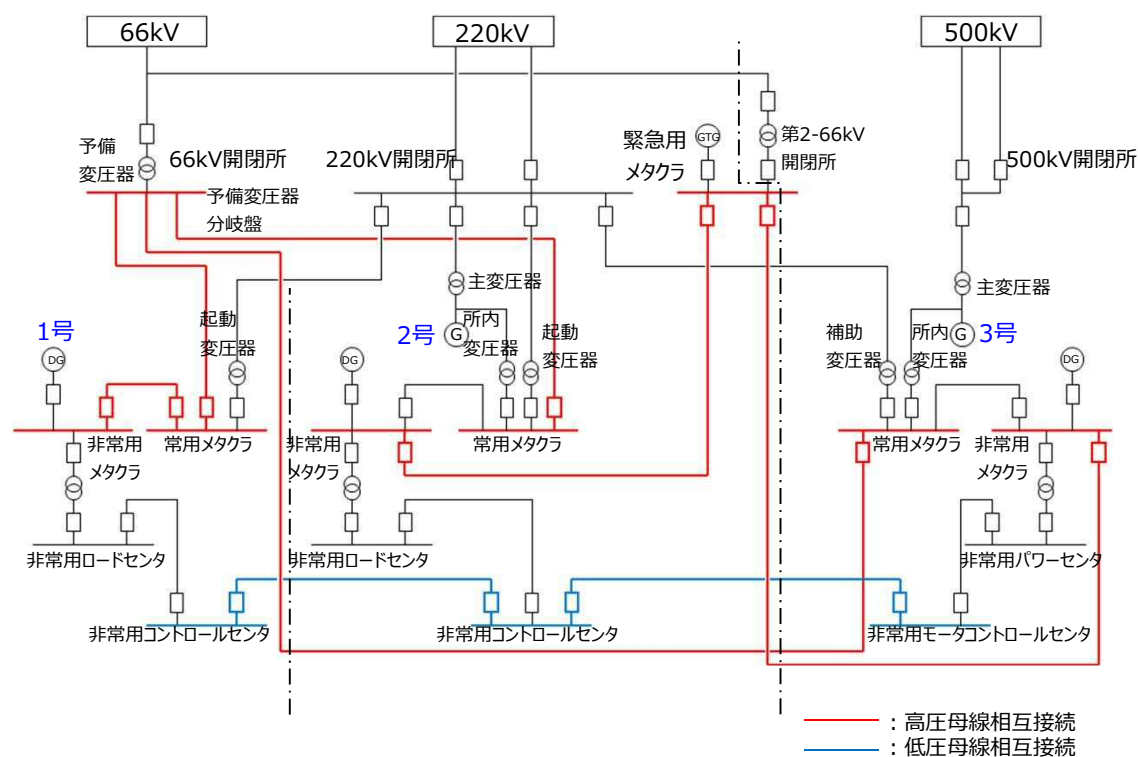 66kV
220kV
500kV
予備
変圧器
66kV開閉所
220kV開閉所
緊急用
メタクラ
GTG
第2-66kV
開閉所
500kV開閉所
予備変圧器
分岐盤
主変圧器
主変圧器
1号
起動
変圧器
2号
G
所内
変圧器
起動
変圧器
補助
変圧器
所内
変圧器
G
3号
DG
DG
DG
非常用
メタクラ
常用メタクラ
非常用
メタクラ
常用メタクラ
常用メタクラ
非常用
メタクラ
非常用ロードセンタ
非常用ロードセンタ
非常用パワーセンタ
非常用コントロールセンタ
非常用コントロールセンタ
非常用モータコントロールセンタ
：高圧母線相互接続
：低圧母線相互接続